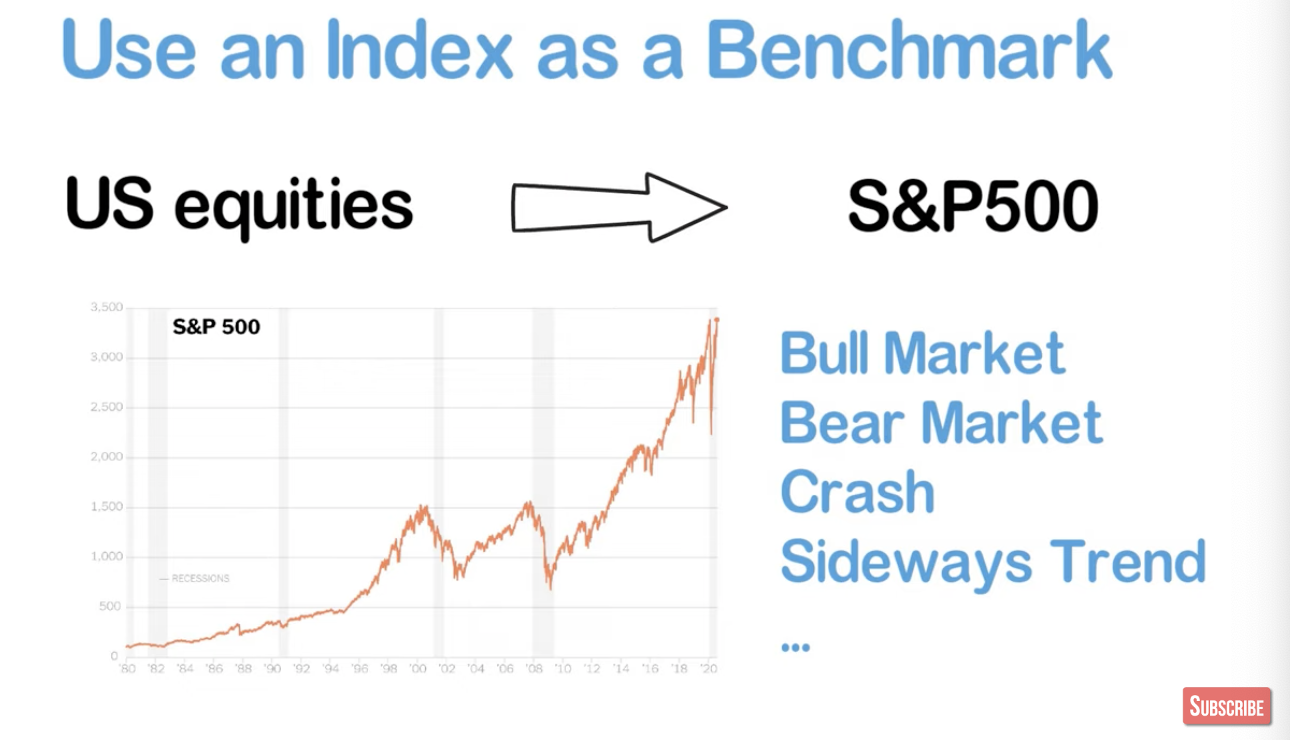 Use an Index as a Benchmark
US equities
S&P500
S&P 500
3,500
3,000
2,500
2,000
1,500
1,000
500
0
— RECESSIONS
'80 '82 '84 '86 '88 '90 '92 '94 '96 '98 '00 '02 '04 '06 '08 '10 '12 '14 '16 '18 '20
Bull Market
Bear Market
Crash
Sideways Trend
...
SUBSCRIBE